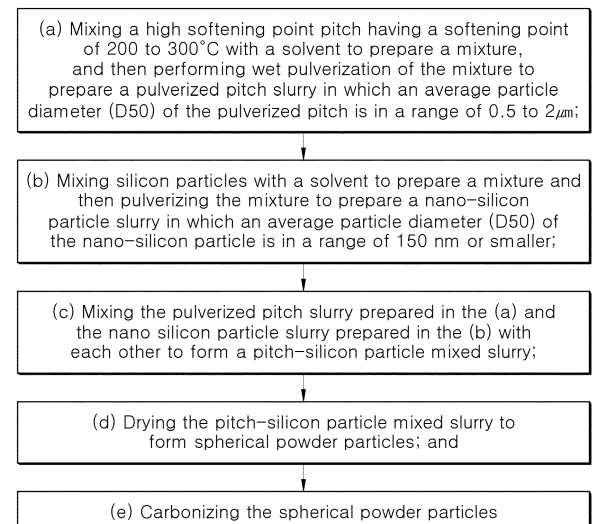 (a) Mixing a high softening point pitch having a softening point
of 200 to 300°C with a solvent to prepare a mixture,
and then performing wet pulverization of the mixture to
prepare a pulverized pitch slurry in which an average particle
diameter (D50) of the pulverized pitch is in a range of 0.5 to 2㎛;
(b) Mixing silicon particles with a solvent to prepare a mixture and
then pulverizing the mixture to prepare a nano-silicon
particle slurry in which an average particle diameter (D50) of
the nano-silicon particle is in a range of 150 nm or smaller;
(c) Mixing the pulverized pitch slurry prepared in the (a) and
the nano silicon particle slurry prepared in the (b) with
each other to form a pitch-silicon particle mixed slurry;
(d) Drying the pitch-silicon particle mixed slurry to
form spherical powder particles; and
(e) Carbonizing the spherical powder particles